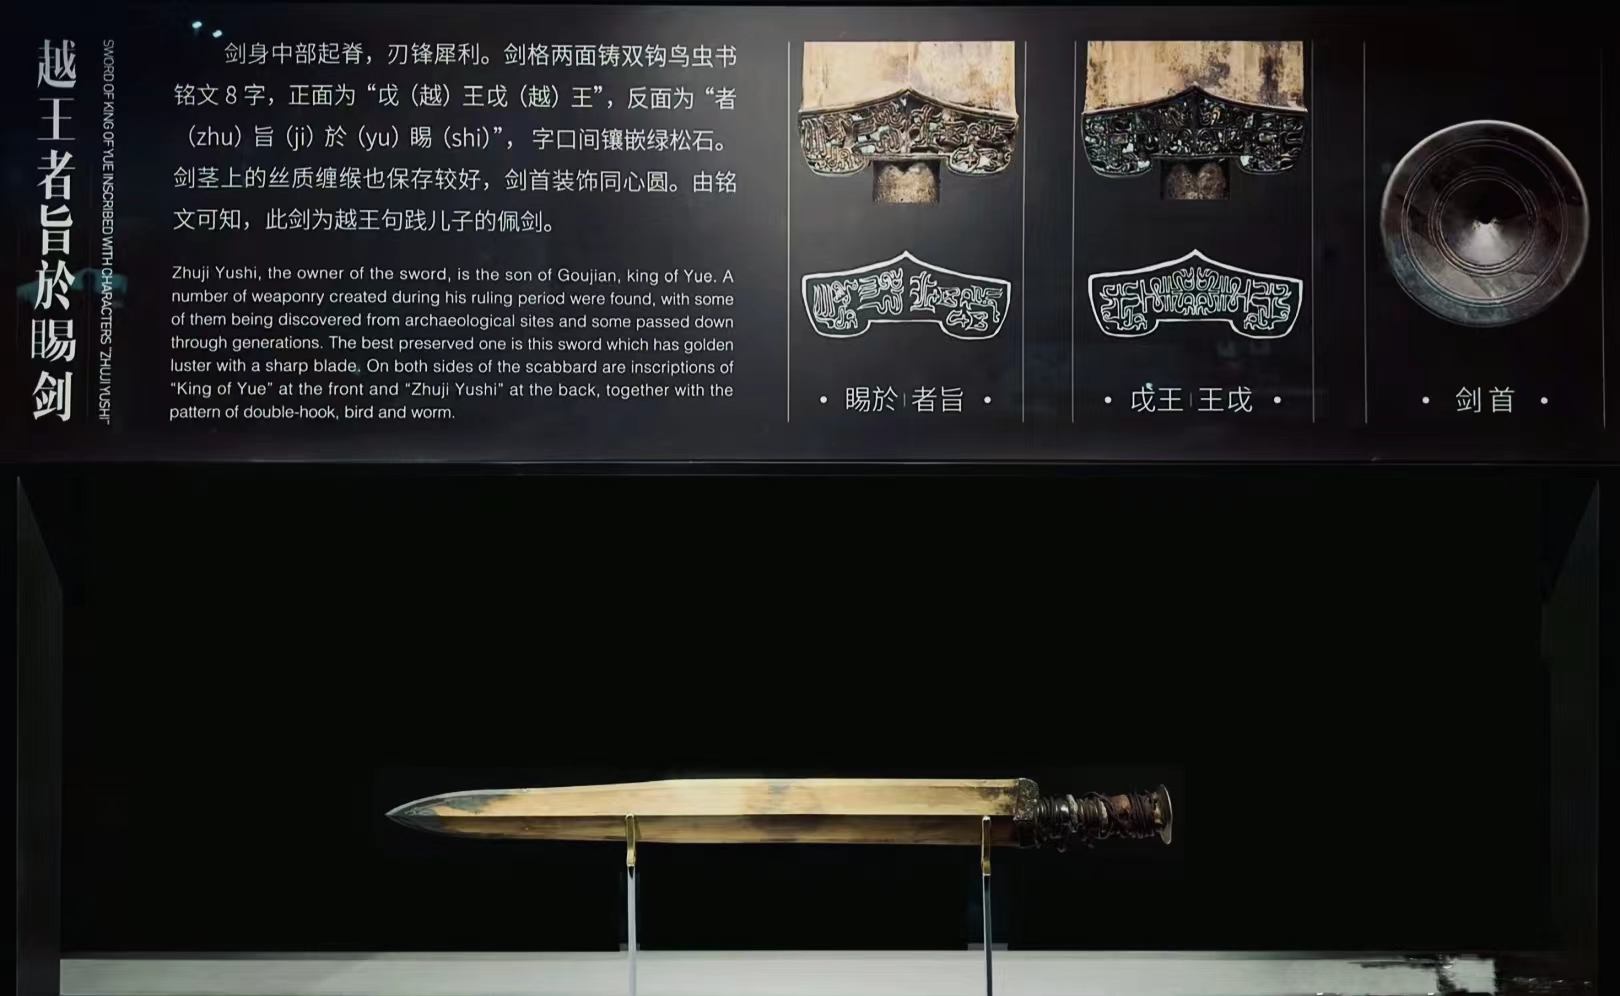 越王者旨於賜剑
SWORD OF KING OF YUE INSCRIBED WITH CHARACTERS "ZHUJI YUSHI"
剑身中部起脊，刃锋犀利。剑格两面铸双钩鸟虫书
铭文 8 字，正面为“戉（越）王戉（越）王”，反面为“者
（zhu）旨（ji）於（yu）賜（shi）”，字口间镶嵌绿松石。
剑茎上的丝质缠缑也保存较好，剑首装饰同心圆。由铭
文可知，此剑为越王句践儿子的佩剑。
Zhuji Yushi, the owner of the sword, is the son of Goujian, king of Yue. A
number of weaponry created during his ruling period were found, with some
of them being discovered from archaeological sites and some passed down
through generations. The best preserved one is this sword which has golden
luster with a sharp blade. On both sides of the scabbard are inscriptions of
“King of Yue” at the front and “Zhuji Yushi” at the back, together with the
pattern of double-hook, bird and worm.
• 賜於 | 者旨 •
• 戉王 | 王戉 •
• 剑首 •